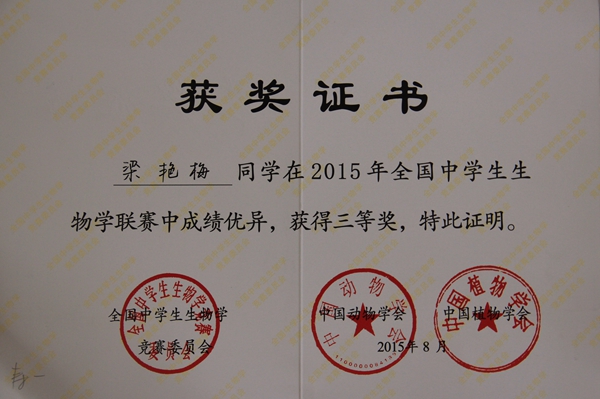 获奖证书
梁艳梅 同学在2015年全国中学生生
物学联赛中成绩优异，获得三等奖，特此证明。
全国中学生生物学
竞赛委员会
中国动物学会
中国植物学会
2015年8月
全国中学生生物学竞赛
委员会
中国动物学会
中国植物学会